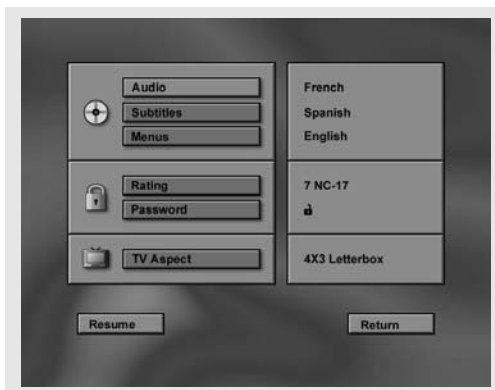 Audio French
Subtitles Spanish
Menus English
Rating 7 NC-17
Password
TV Aspect 4X3 Letterbox
Resume Return